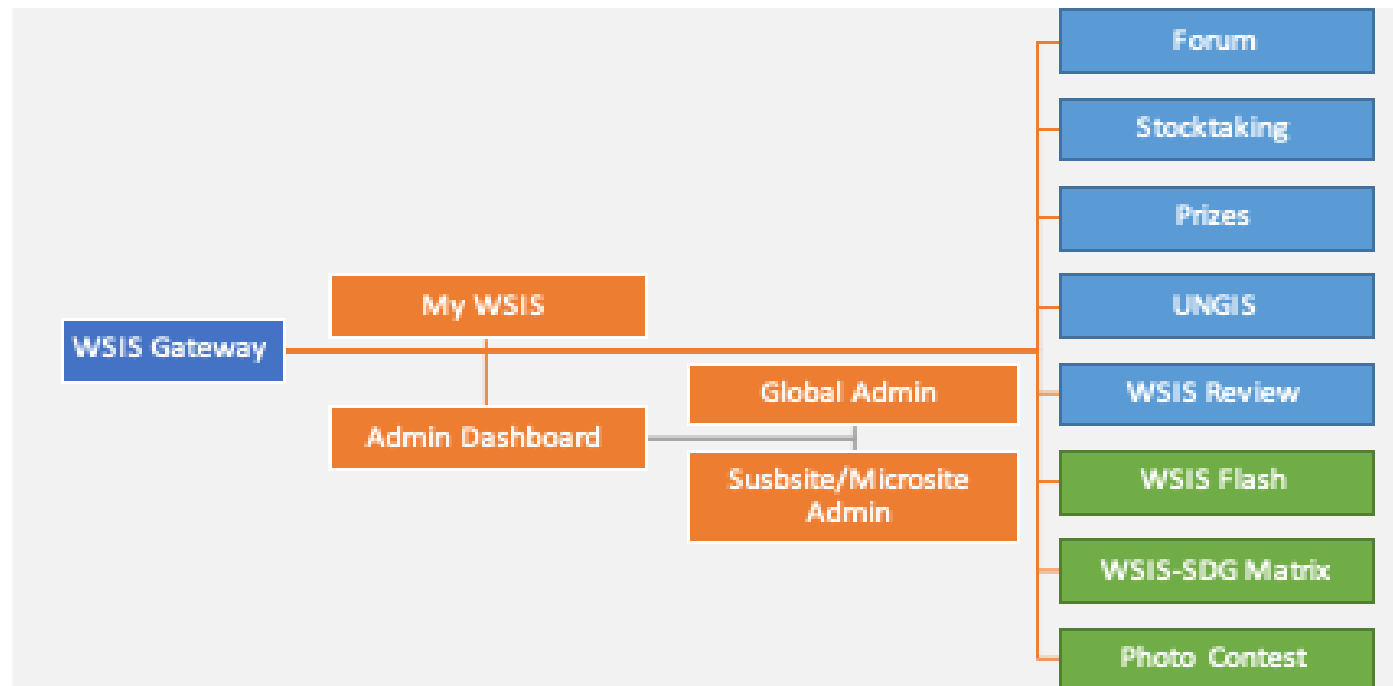 Forum
Stocktaking
Prizes
My WSIS
UNGIS
WSIS Gateway
Global Admin
WSIS Review
Admin Dashboard
Susbsite/Microsite
Admin
WSIS Flash
WSIS-SDG Matrix
Photo Contest